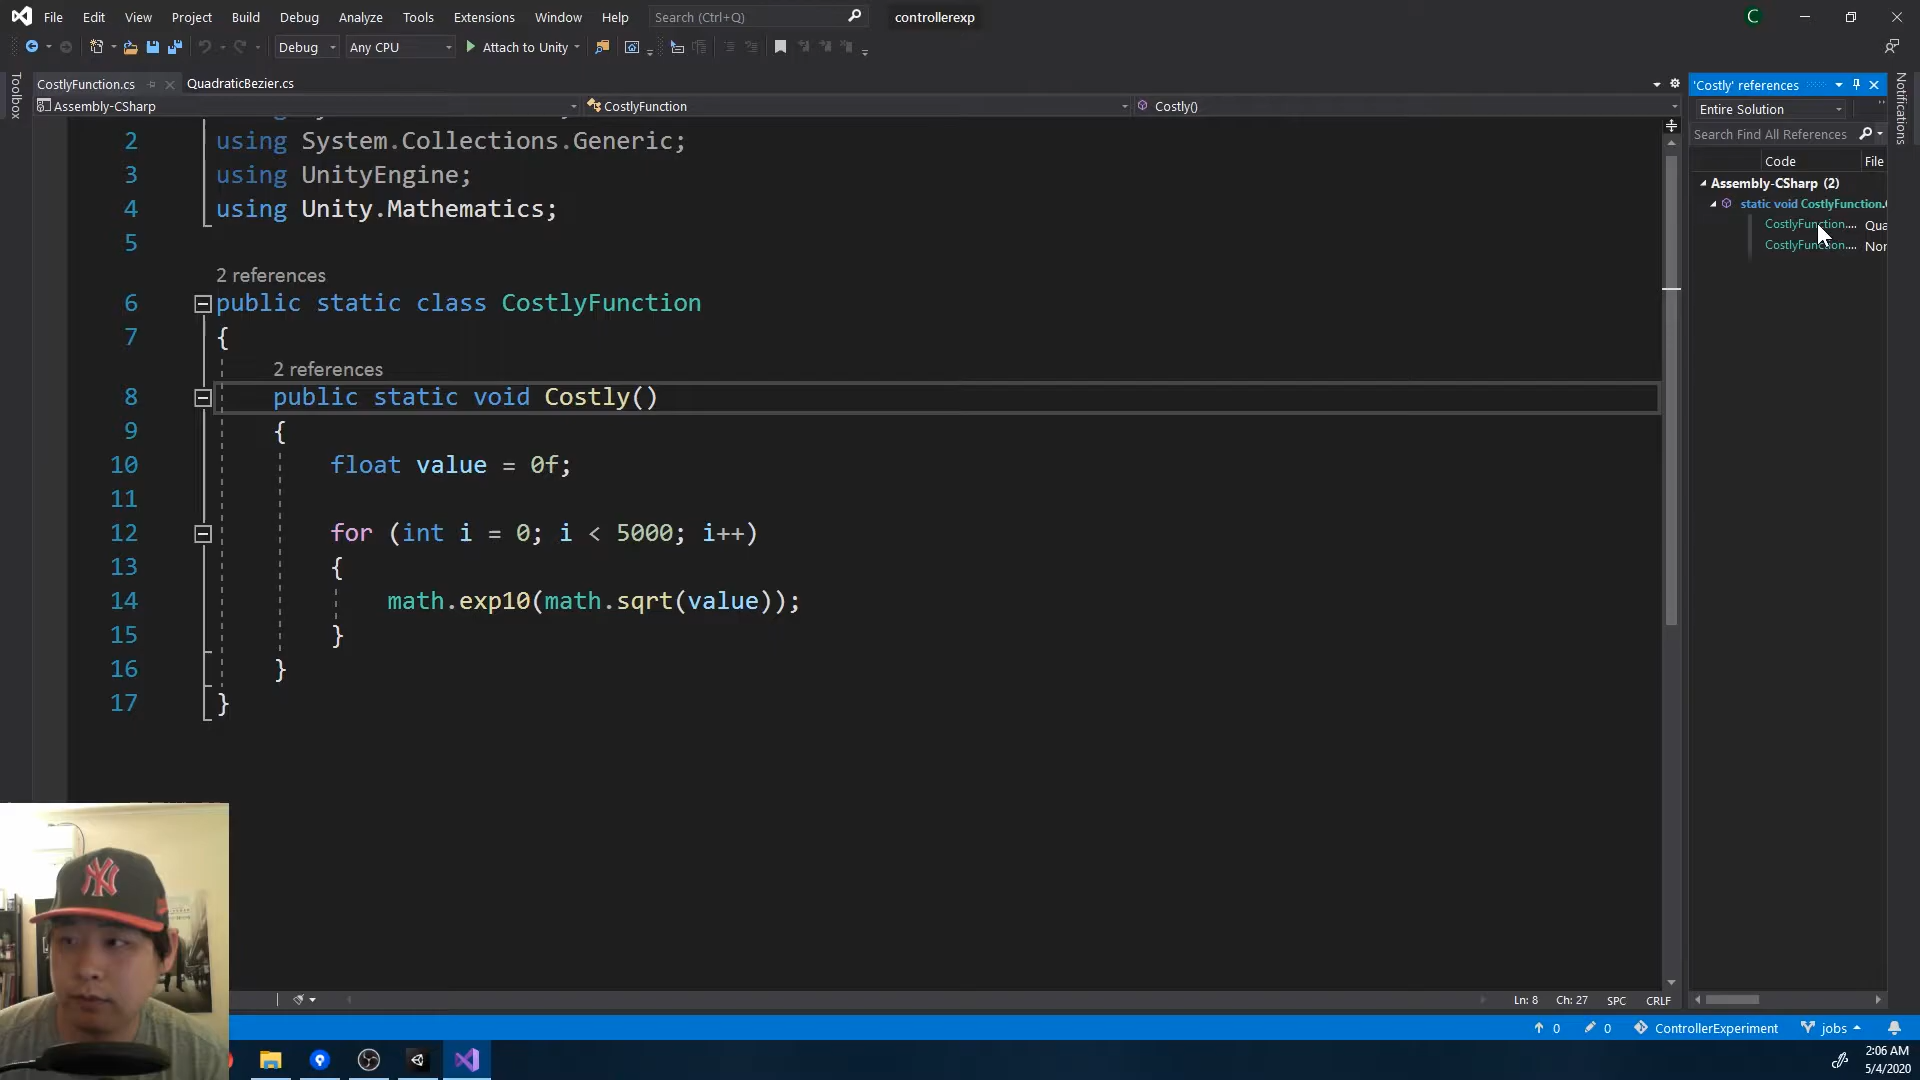 File Edit View Project Build Debug Analyze Tools Extensions Window Help Search (Ctrl+Q) controllerexp C
Debug Any CPU Attach to Unity
Toolbox
CostlyFunction.cs QuadraticBezier.cs
Assembly-CSharp CostlyFunction Costly()
2 using System.Collections.Generic;
3 using UnityEngine;
4 using Unity.Mathematics;
5
2 references
6 public static class CostlyFunction
7 {
2 references
8 public static void Costly()
9 {
10 float value = 0f;
11
12 for (int i = 0; i < 5000; i++)
13 {
14 math.exp10(math.sqrt(value));
15 }
16 }
17 }
'Costly' references
Entire Solution
Search Find All References
Code File
Assembly-CSharp (2)
static void CostlyFunction.
CostlyFunction.... Qua
CostlyFunction.... Nor
Notifications
Ln: 8 Ch: 27 SPC CRLF
0 0 ControllerExperiment jobs
NY
2:06 AM
5/4/2020